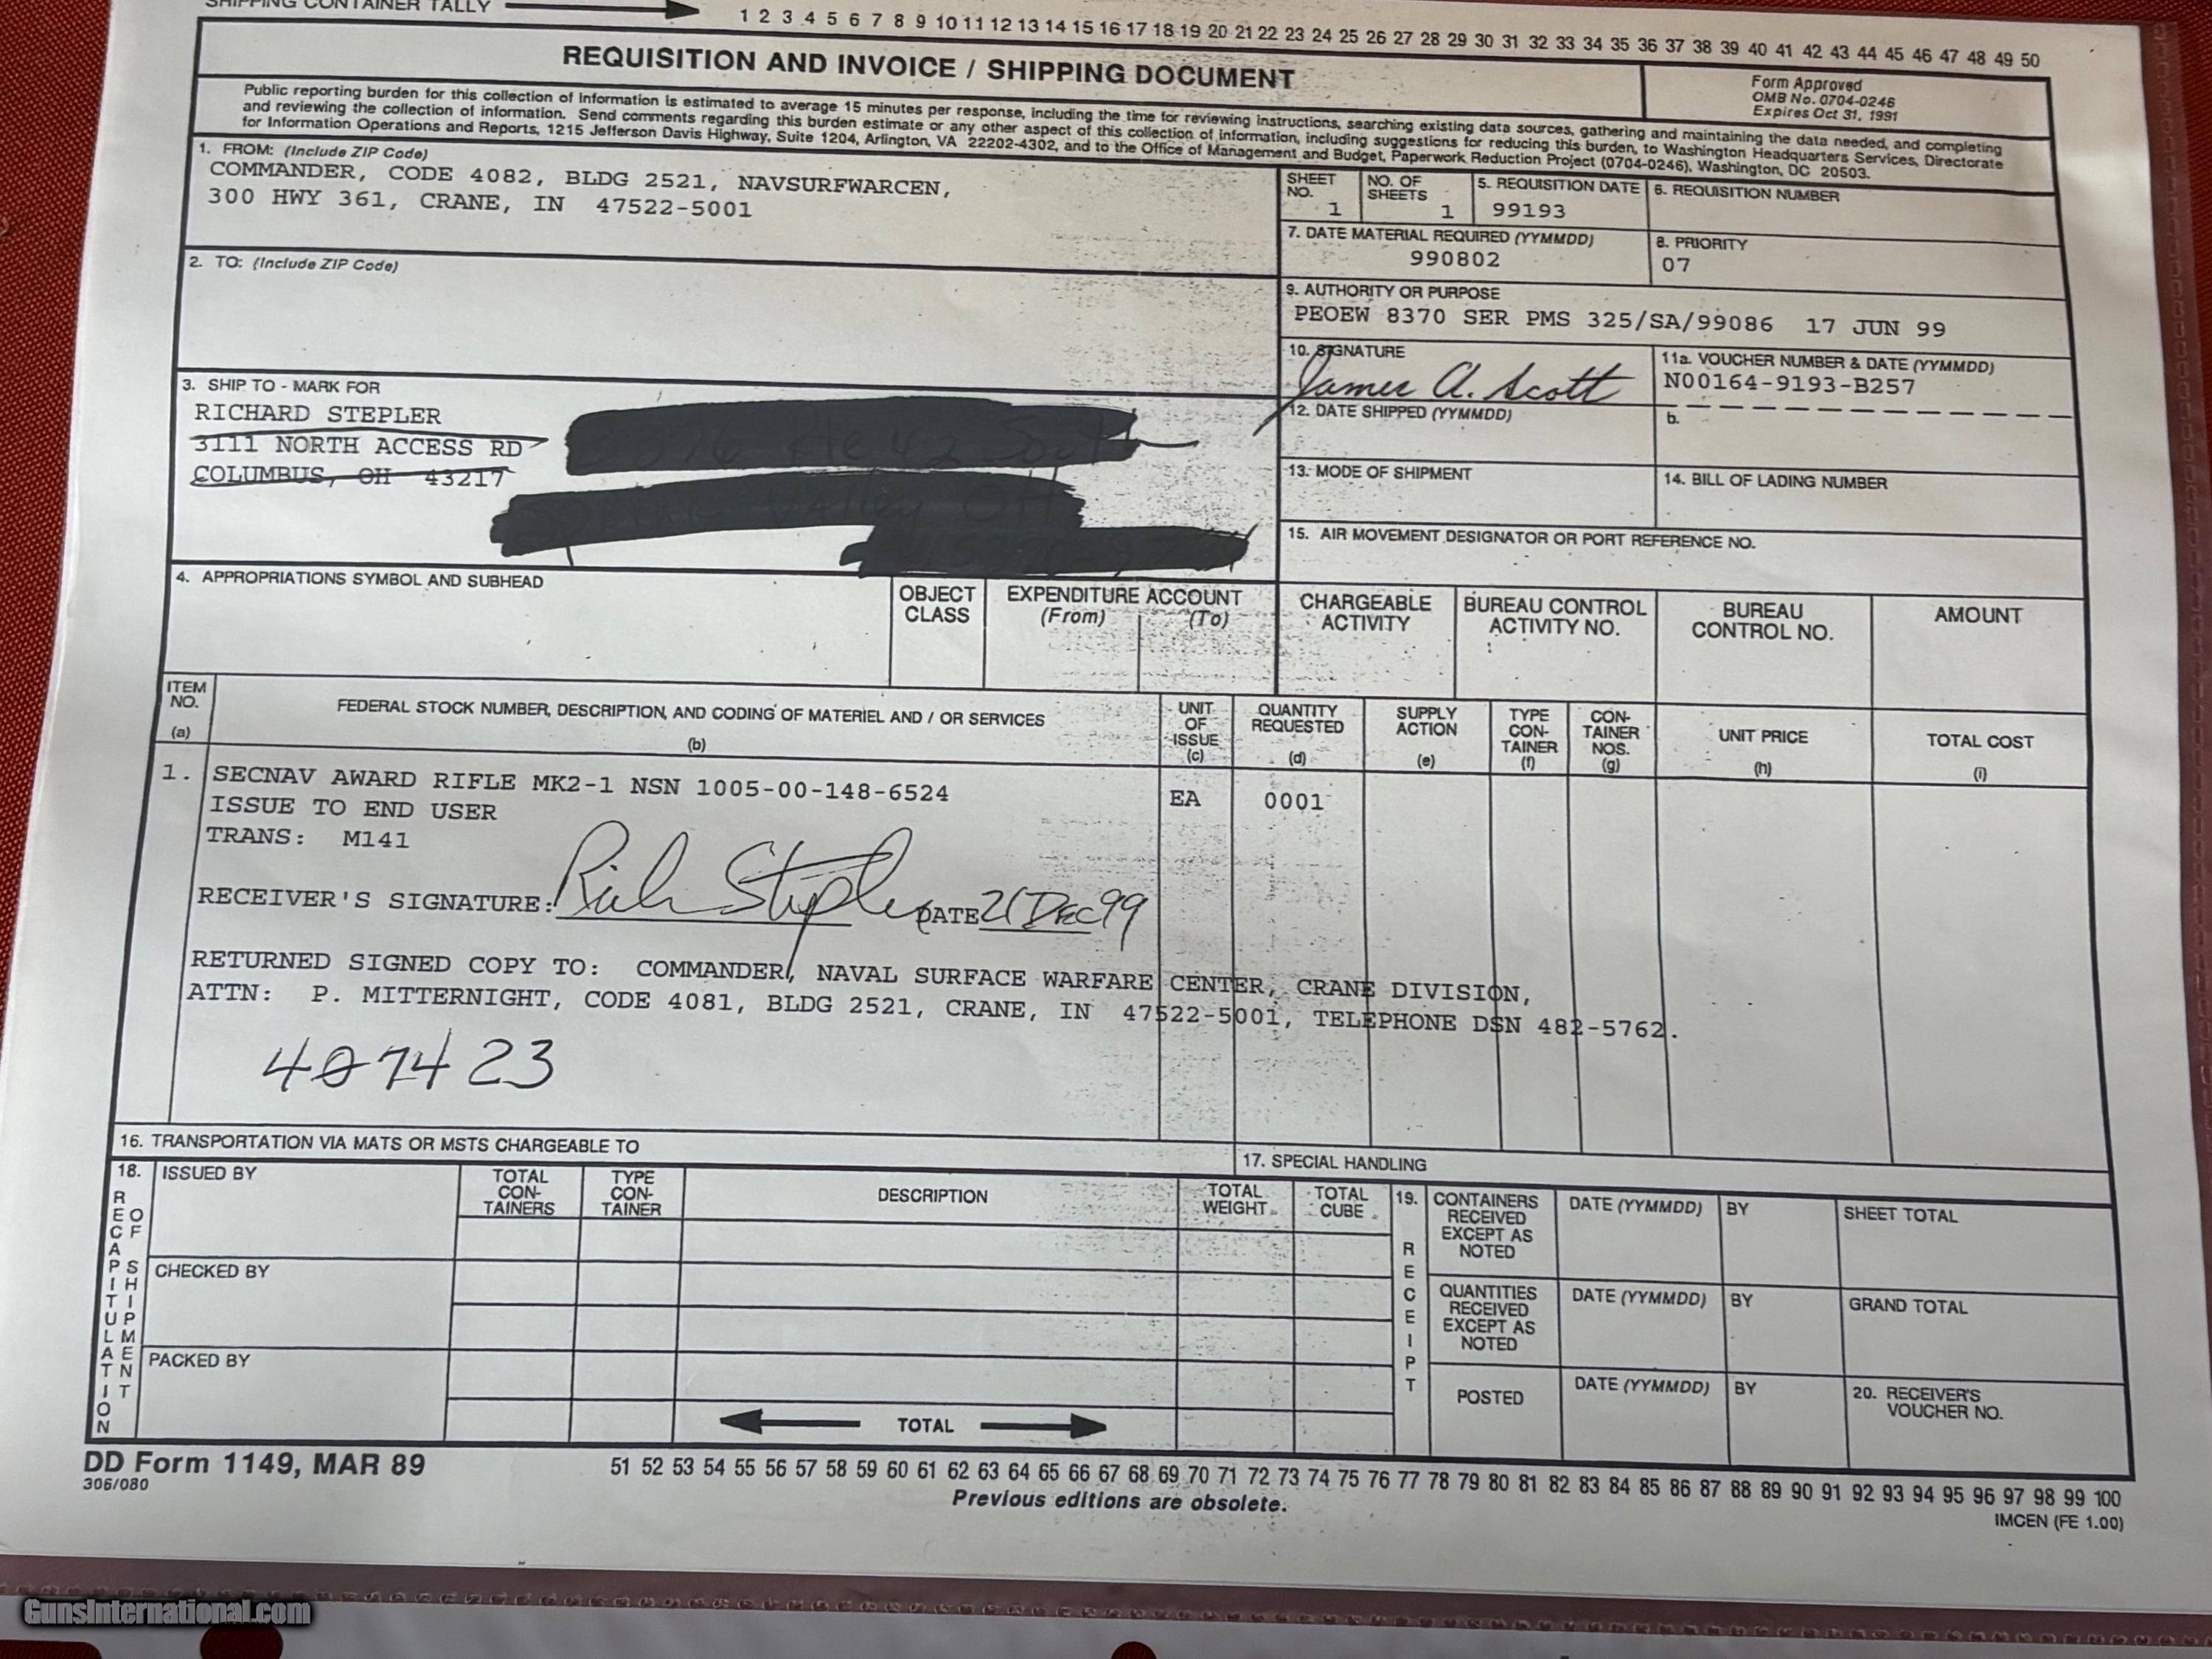 SHIPPING CONTAINER TALLY
1 2 3 4 5 6 7 8 9 10 11 12 13 14 15 16 17 18 19 20 21 22 23 24 25 26 27 28 29 30 31 32 33 34 35 36 37 38 39 40 41 42 43 44 45 46 47 48 49 50
REQUISITION AND INVOICE / SHIPPING DOCUMENT
Form Approved
OMB No. 0704-0246
Expires Oct 31, 1991
Public reporting burden for this collection of information is estimated to average 15 minutes per response, including the time for reviewing instructions, searching existing data sources, gathering and maintaining the data needed, and completing
and reviewing the collection of information. Send comments regarding this burden estimate or any other aspect of this collection of information, including suggestions for reducing this burden, to Washington Headquarters Services, Directorate
for Information Operations and Reports, 1215 Jefferson Davis Highway, Suite 1204, Arlington, VA 22202-4302, and to the Office of Management and Budget, Paperwork Reduction Project (0704-0246), Washington, DC 20503.
1. FROM: (Include ZIP Code)
COMMANDER, CODE 4082, BLDG 2521, NAVSURFWARCEN,
300 HWY 361, CRANE, IN 47522-5001
SHEET NO.
1
NO. OF SHEETS
1
5. REQUISITION DATE
99193
6. REQUISITION NUMBER
7. DATE MATERIAL REQUIRED (YYMMDD)
990802
8. PRIORITY
07
2. TO: (Include ZIP Code)
9. AUTHORITY OR PURPOSE
PEOEW 8370 SER PMS 325/SA/99086 17 JUN 99
10. SIGNATURE
James A. Scott
11a. VOUCHER NUMBER & DATE (YYMMDD)
N00164-9193-B257
b.
3. SHIP TO - MARK FOR
RICHARD STEPLER
3111 NORTH ACCESS RD
COLUMBUS, OH 43217
12. DATE SHIPPED (YYMMDD)
13. MODE OF SHIPMENT
14. BILL OF LADING NUMBER
15. AIR MOVEMENT DESIGNATOR OR PORT REFERENCE NO.
4. APPROPRIATIONS SYMBOL AND SUBHEAD
OBJECT CLASS
EXPENDITURE ACCOUNT
(From) (To)
CHARGEABLE ACTIVITY
BUREAU CONTROL ACTIVITY NO.
BUREAU CONTROL NO.
AMOUNT
ITEM NO. (a)
FEDERAL STOCK NUMBER, DESCRIPTION, AND CODING OF MATERIEL AND / OR SERVICES
(b)
UNIT OF ISSUE (c)
QUANTITY REQUESTED (d)
SUPPLY ACTION (e)
TYPE CON-TAINER (f)
CON-TAINER NOS. (g)
UNIT PRICE (h)
TOTAL COST (i)
1. SECNAV AWARD RIFLE MK2-1 NSN 1005-00-148-6524 EA 0001
ISSUE TO END USER
TRANS: M141
RECEIVER'S SIGNATURE: Rich Stepler DATE 21 Dec 99
RETURNED SIGNED COPY TO: COMMANDER, NAVAL SURFACE WARFARE CENTER, CRANE DIVISION,
ATTN: P. MITTERNIGHT, CODE 4081, BLDG 2521, CRANE, IN 47522-5001, TELEPHONE DSN 482-5762.
407423
16. TRANSPORTATION VIA MATS OR MSTS CHARGEABLE TO
17. SPECIAL HANDLING
18. RECAPITULATION OF SHIPMENT
ISSUED BY
TOTAL CON-TAINERS
TYPE CON-TAINER
DESCRIPTION
TOTAL WEIGHT
TOTAL CUBE
CHECKED BY
PACKED BY
TOTAL
19. RECEIPT
CONTAINERS RECEIVED EXCEPT AS NOTED
DATE (YYMMDD)
BY
SHEET TOTAL
QUANTITIES RECEIVED EXCEPT AS NOTED
DATE (YYMMDD)
BY
GRAND TOTAL
POSTED
DATE (YYMMDD)
BY
20. RECEIVER'S VOUCHER NO.
DD Form 1149, MAR 89
306/080
51 52 53 54 55 56 57 58 59 60 61 62 63 64 65 66 67 68 69 70 71 72 73 74 75 76 77 78 79 80 81 82 83 84 85 86 87 88 89 90 91 92 93 94 95 96 97 98 99 100
Previous editions are obsolete.
IMCEN (FE 1.00)
GunsInternational.com